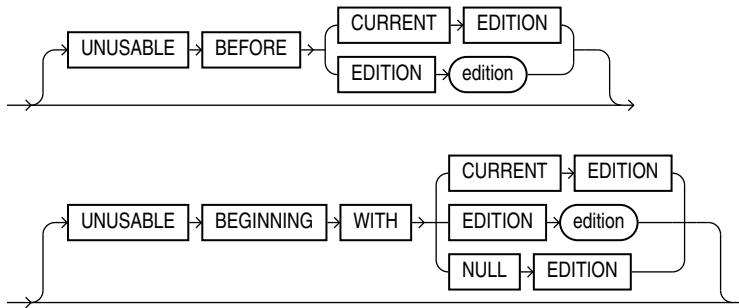 CURRENT EDITION
UNUSABLE BEFORE
EDITION edition
CURRENT EDITION
UNUSABLE BEGINNING WITH EDITION edition
NULL EDITION